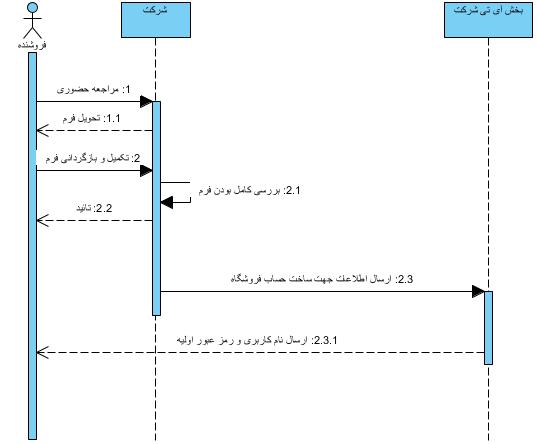 فروشنده
شرکت
بخش آی تی شرکت
1: مراجعه حضوری
1.1: تحویل فرم
2: تکمیل و بازگردانی فرم
2.1: بررسی کامل بودن فرم
2.2: تائید
2.3: ارسال اطلاعات جهت ساخت حساب فروشگاه
2.3.1: ارسال نام کاربری و رمز عبور اولیه